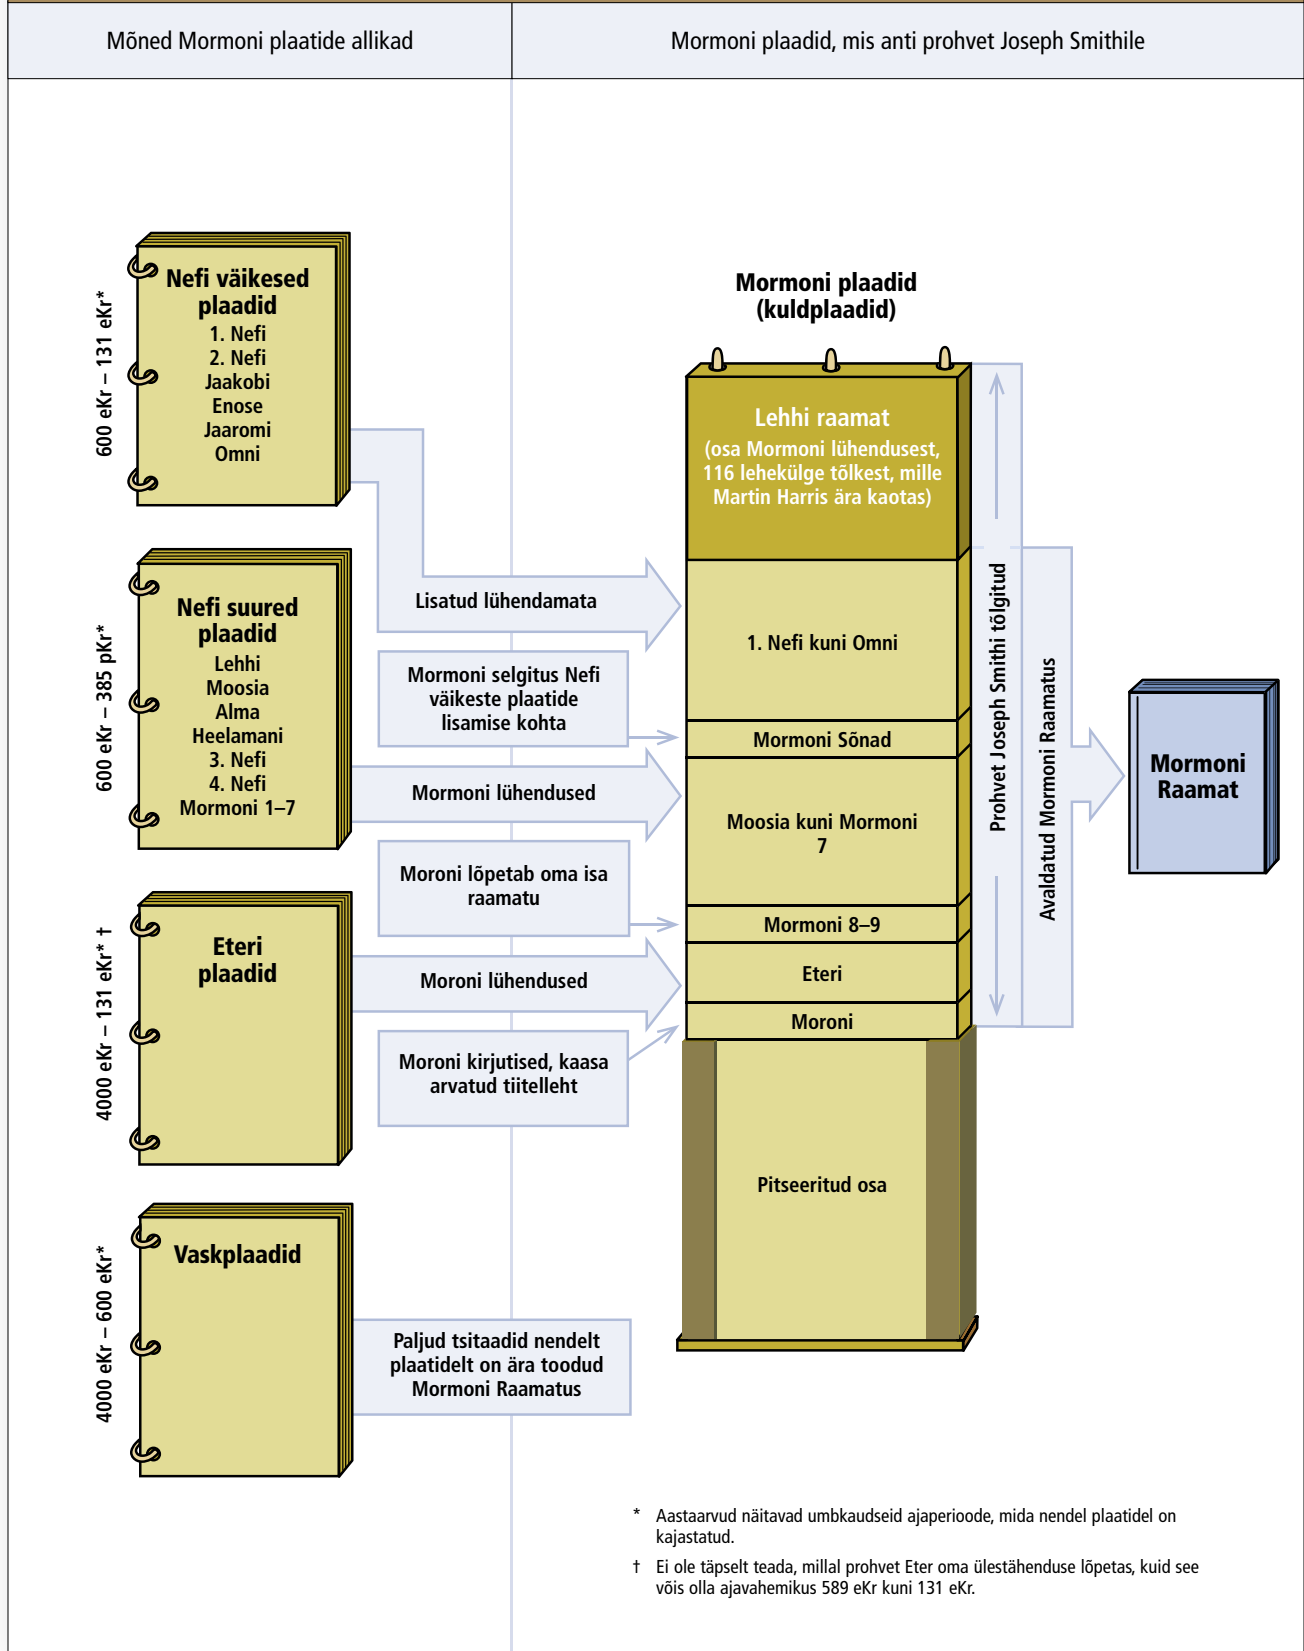 Mõned Mormoni plaatide allikad
Mormoni plaadid, mis anti prohvet Joseph Smithile
600 eKr – 131 eKr*
Nefi väikesed
plaadid
1. Nefi
2. Nefi
Jaakobi
Enose
Jaaromi
Omni
600 eKr – 385 pKr*
Nefi suured
plaadid
Lehhi
Moosia
Alma
Heelamani
3. Nefi
4. Nefi
Mormoni 1–7
4000 eKr – 131 eKr* †
Eteri
plaadid
4000 eKr – 600 eKr*
Vaskplaadid
Lisatud lühendamata
Mormoni selgitus Nefi
väikeste plaatide
lisamise kohta
Mormoni lühendused
Moroni lõpetab oma isa
raamatu
Moroni lühendused
Moroni kirjutised, kaasa
arvatud tiitelleht
Paljud tsitaadid nendelt
plaatidelt on ära toodud
Mormoni Raamatus
Mormoni plaadid
(kuldplaadid)
Lehhi raamat
(osa Mormoni lühendusest,
116 lehekülge tõlkest, mille
Martin Harris ära kaotas)
1. Nefi kuni Omni
Mormoni Sõnad
Moosia kuni Mormoni
7
Mormoni 8–9
Eteri
Moroni
Pitseeritud osa
Prohvet Joseph Smithi tõlgitud
Avaldatud Mormoni Raamatus
Mormoni
Raamat
* Aastaarvud näitavad umbkaudseid ajaperioode, mida nendel plaatidel on
kajastatud.
† Ei ole täpselt teada, millal prohvet Eter oma ülestähenduse lõpetas, kuid see
võis olla ajavahemikus 589 eKr kuni 131 eKr.